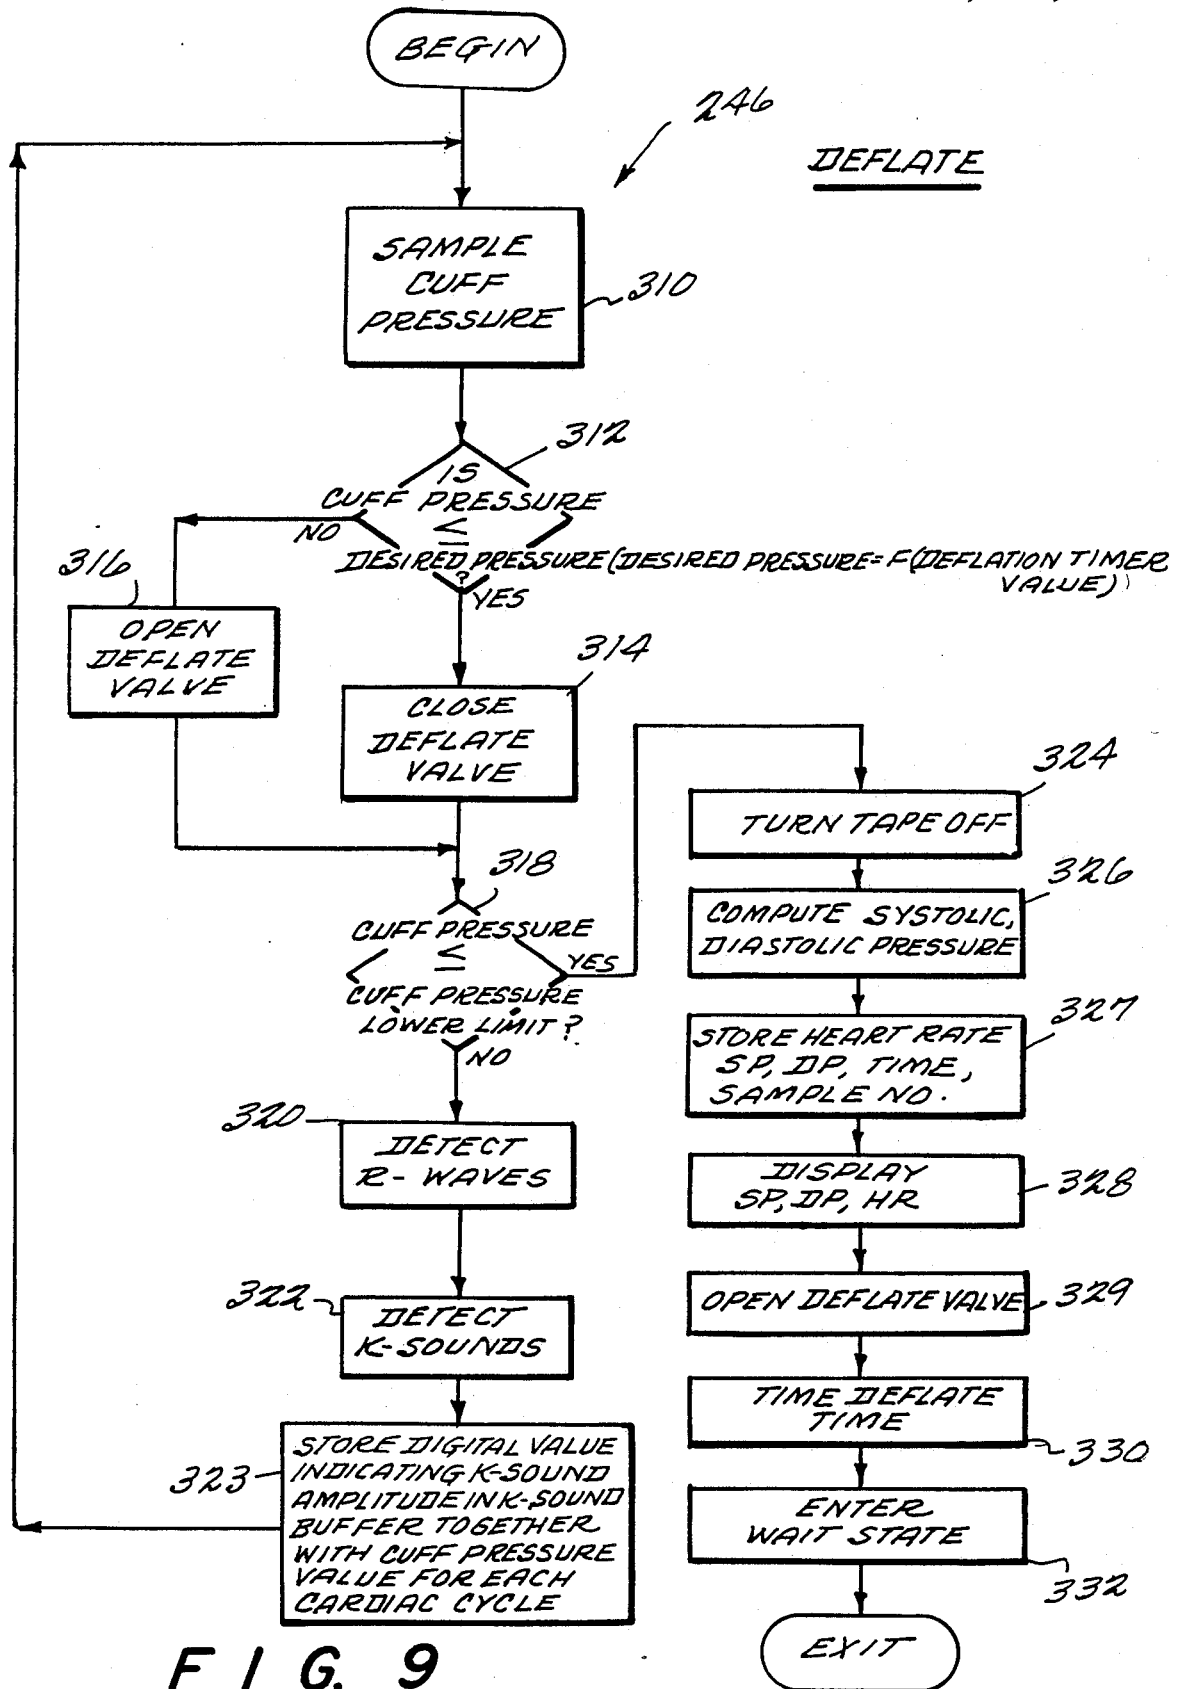 BEGIN
246
DEFLATE
SAMPLE
CUFF
PRESSURE
310
312
IS
CUFF PRESSURE
≤
NO
DESIRED PRESSURE (DESIRED PRESSURE = F(DEFLATION TIMER
VALUE)
?
YES
316
OPEN
DEFLATE
VALVE
314
CLOSE
DEFLATE
VALVE
318
CUFF PRESSURE
≤
YES
CUFF PRESSURE
LOWER LIMIT?
NO
320
DETECT
R-WAVES
322
DETECT
K-SOUNDS
323
STORE DIGITAL VALUE
INDICATING K-SOUND
AMPLITUDE IN K-SOUND
BUFFER TOGETHER
WITH CUFF PRESSURE
VALUE FOR EACH
CARDIAC CYCLE
324
TURN TAPE OFF
326
COMPUTE SYSTOLIC,
DIASTOLIC PRESSURE
327
STORE HEART RATE
SP, DP, TIME,
SAMPLE NO.
DISPLAY
SP, DP, HR
328
OPEN DEFLATE VALVE
329
TIME DEFLATE
TIME
330
ENTER
WAIT STATE
332
EXIT
FIG. 9